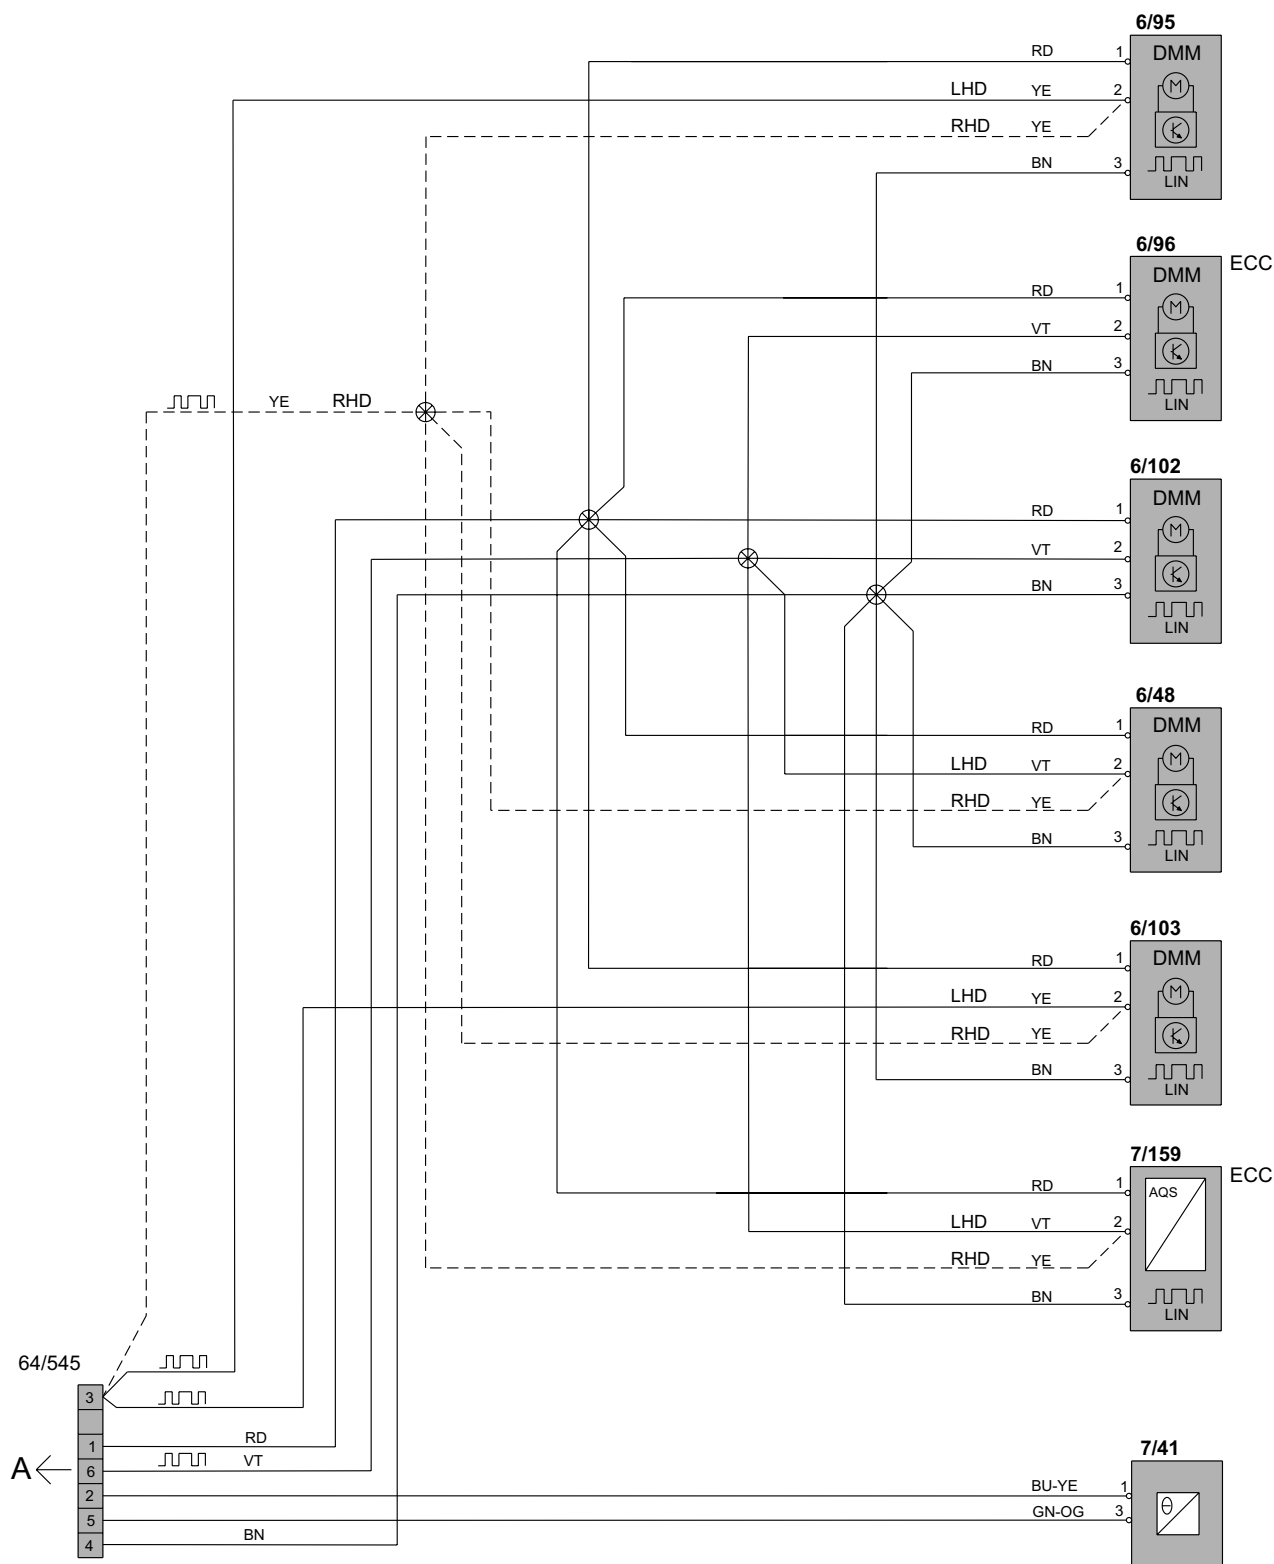 6/95
RD 1 DMM
LHD YE 2 M
RHD YE
BN 3
LIN
6/96
ECC
DMM
RD 1
M
VT 2
BN 3
LIN
YE RHD
6/102
DMM
RD 1
M
VT 2
BN 3
LIN
6/48
RD 1 DMM
M
LHD VT 2
RHD YE
BN 3
LIN
6/103
RD 1 DMM
M
LHD YE 2
RHD YE
BN 3
LIN
7/159
ECC
RD 1 AQS
LHD VT 2
RHD YE
BN 3
LIN
64/545
3
1 RD
A 6 VT
7/41
2 BU-YE 1
θ
5 GN-OG 3
4 BN